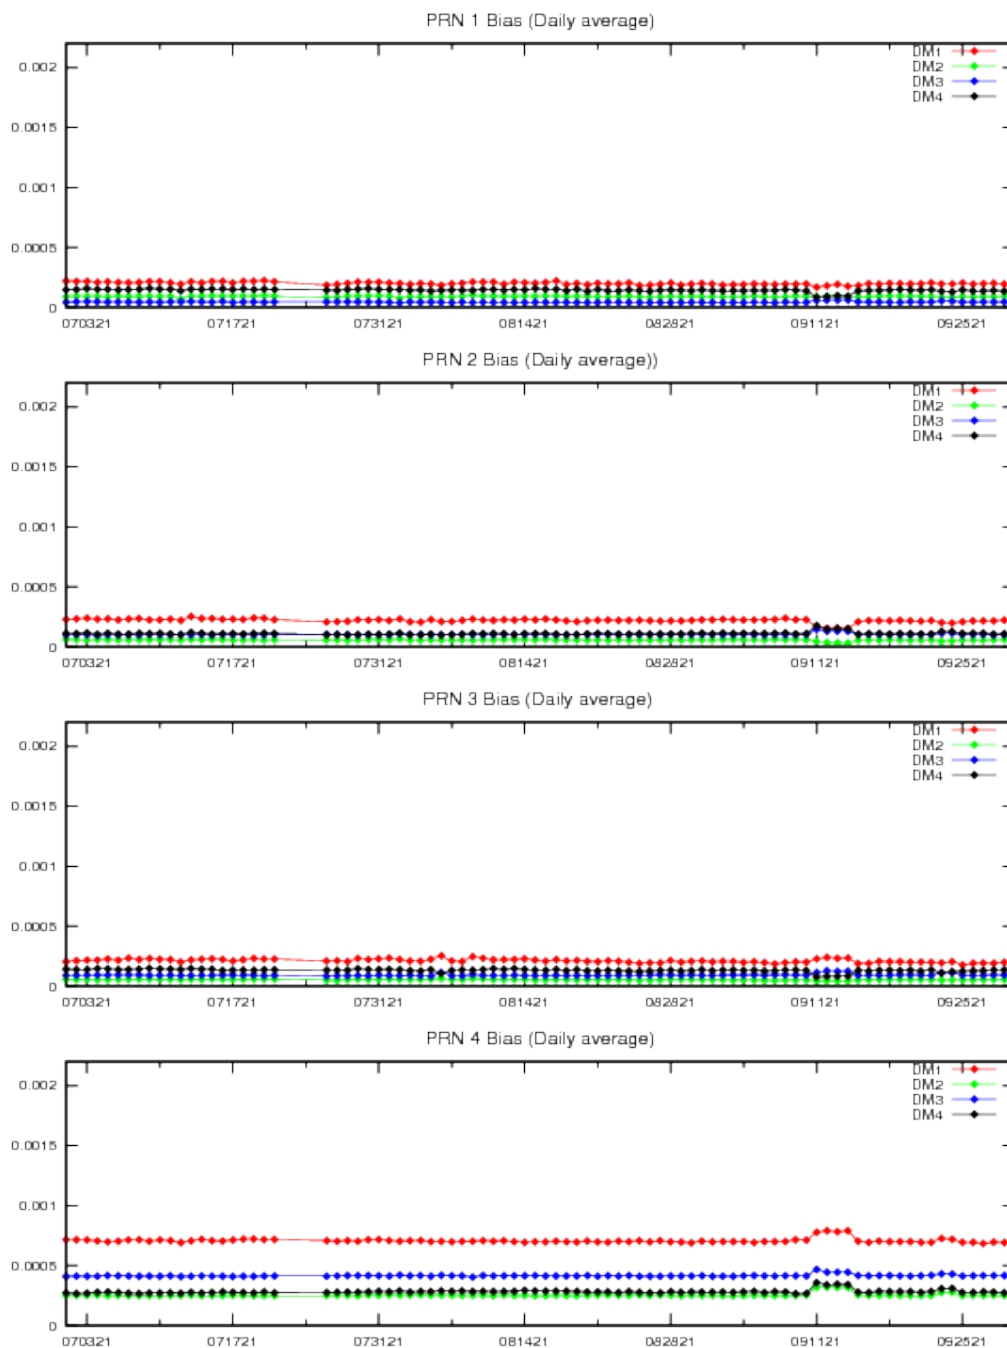 PRN 1 Bias (Daily average)
DM1
DM2
DM3
DM4
0.002
0.0015
0.001
0.0005
0
070321 071721 073121 081421 082821 091121 092521
PRN 2 Bias (Daily average))
DM1
DM2
DM3
DM4
0.002
0.0015
0.001
0.0005
0
070321 071721 073121 081421 082821 091121 092521
PRN 3 Bias (Daily average)
DM1
DM2
DM3
DM4
0.002
0.0015
0.001
0.0005
0
070321 071721 073121 081421 082821 091121 092521
PRN 4 Bias (Daily average)
DM1
DM2
DM3
DM4
0.002
0.0015
0.001
0.0005
0
070321 071721 073121 081421 082821 091121 092521